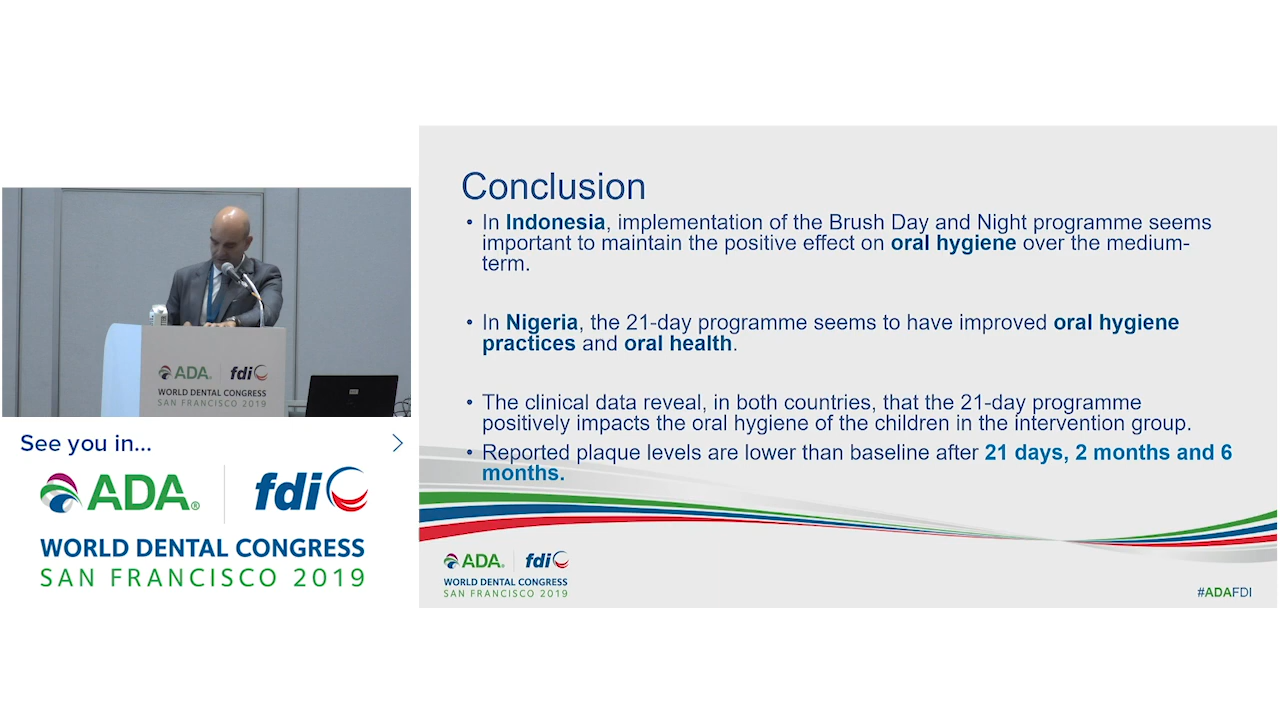 ADA. fdi
WORLD DENTAL CONGRESS
SAN FRANCISCO 2019
See you in...
ADA® fdi
WORLD DENTAL CONGRESS
SAN FRANCISCO 2019
Conclusion
• In Indonesia, implementation of the Brush Day and Night programme seems
important to maintain the positive effect on oral hygiene over the medium-
term.
• In Nigeria, the 21-day programme seems to have improved oral hygiene
practices and oral health.
• The clinical data reveal, in both countries, that the 21-day programme
positively impacts the oral hygiene of the children in the intervention group.
• Reported plaque levels are lower than baseline after 21 days, 2 months and 6
months.
ADA. fdi
WORLD DENTAL CONGRESS
SAN FRANCISCO 2019
#ADAFDI